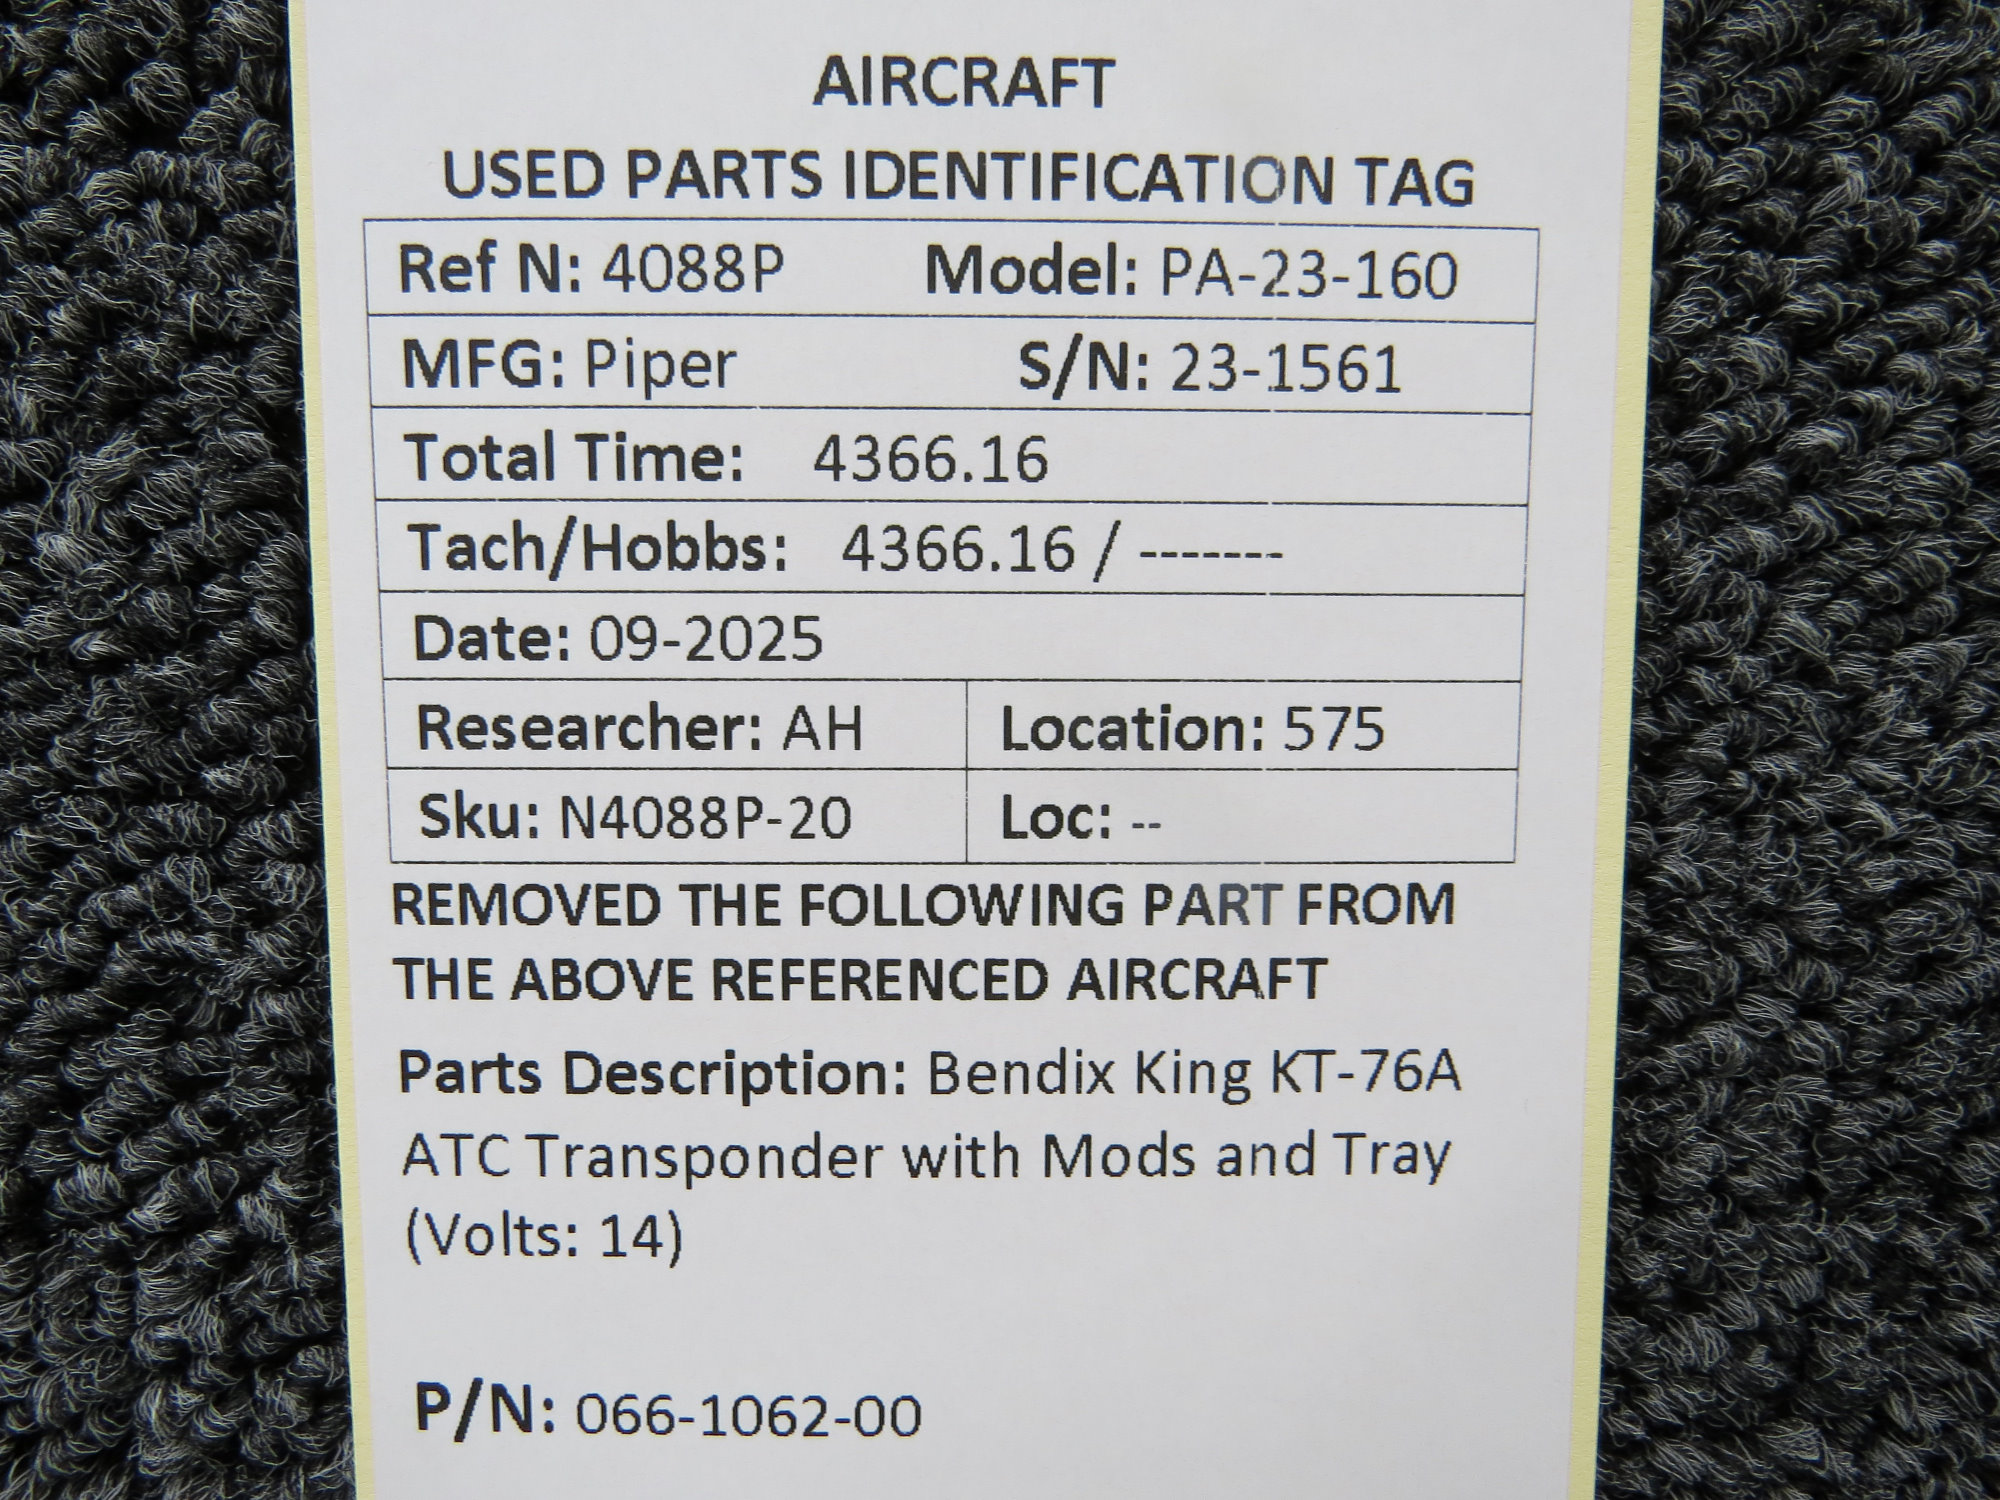 AIRCRAFT
USED PARTS IDENTIFICATION TAG
Ref N: 4088P Model: PA-23-160
MFG: Piper S/N: 23-1561
Total Time: 4366.16
Tach/Hobbs: 4366.16 / -------
Date: 09-2025
Researcher: AH Location: 575
Sku: N4088P-20 Loc: --
REMOVED THE FOLLOWING PART FROM
THE ABOVE REFERENCED AIRCRAFT
Parts Description: Bendix King KT-76A
ATC Transponder with Mods and Tray
(Volts: 14)
P/N: 066-1062-00